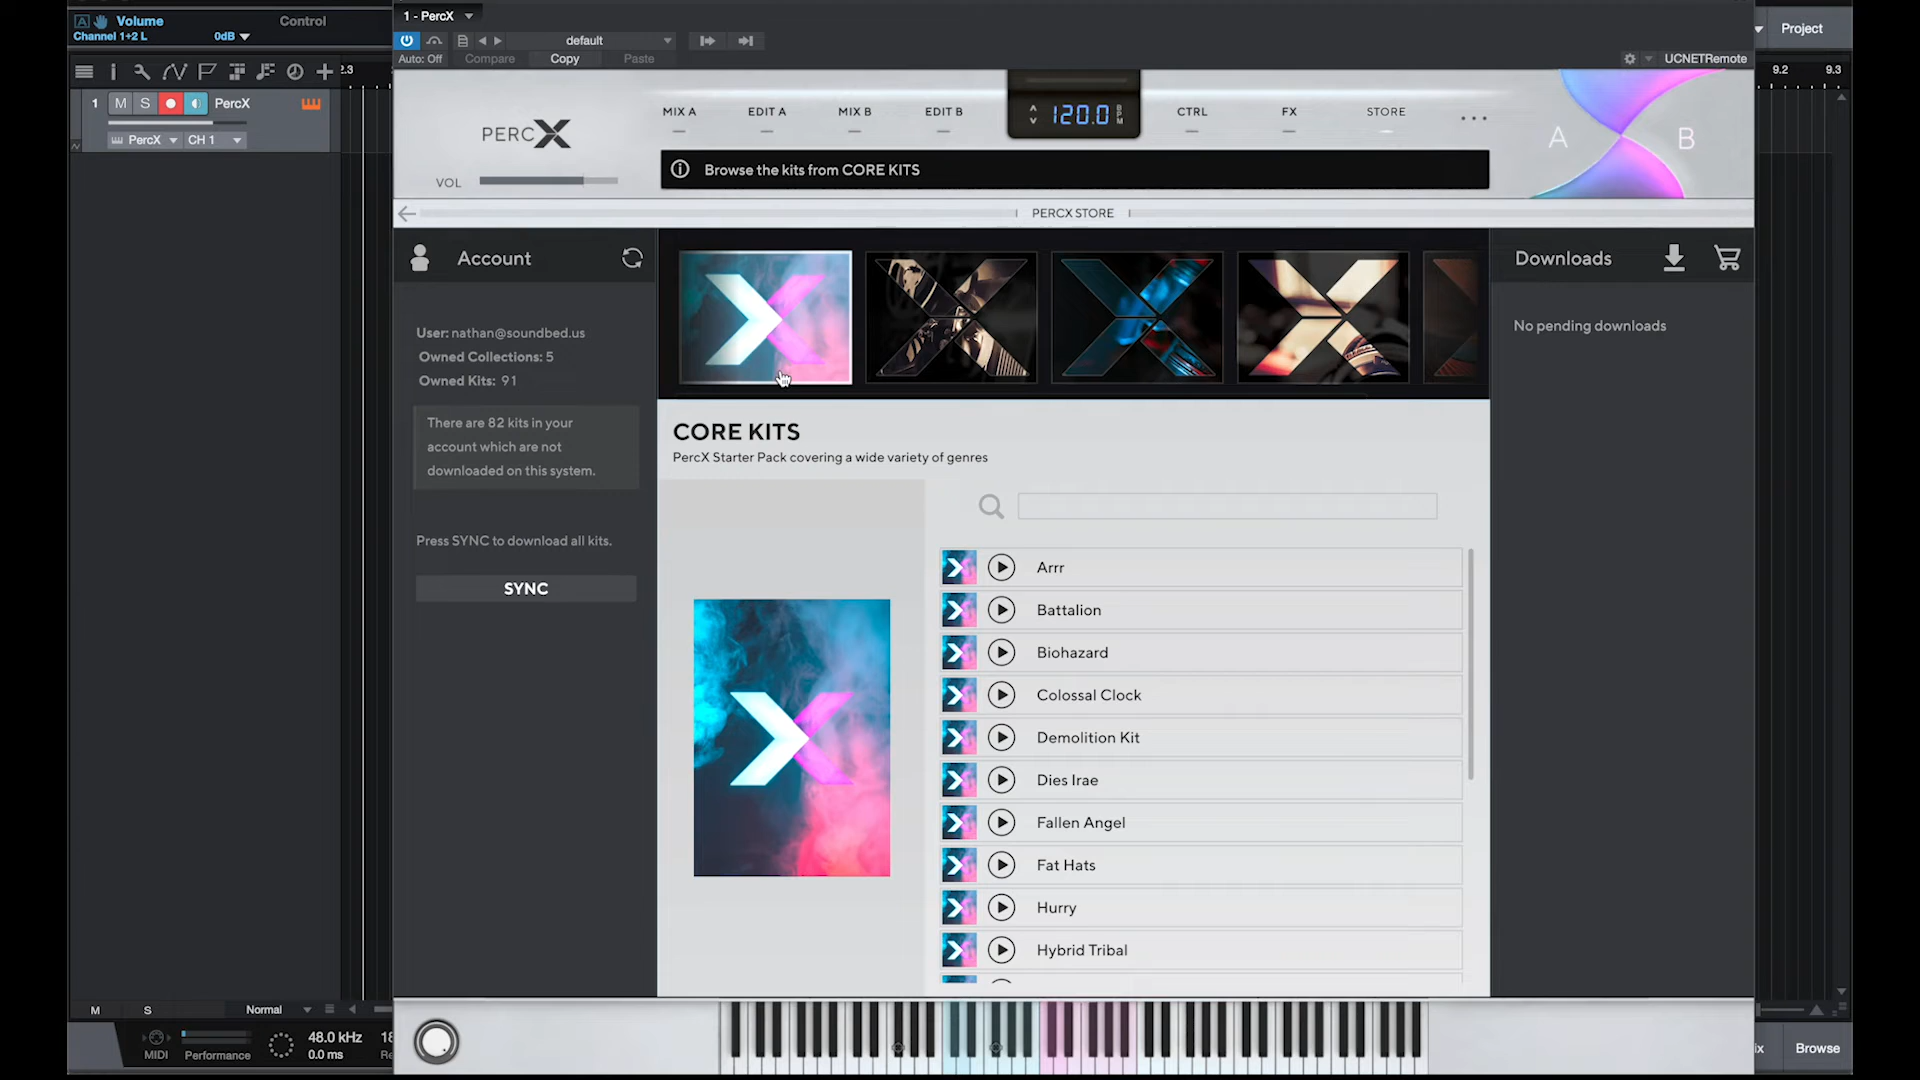 Volume
Control
Channel 1+2 L
0dB
1 - PercX
default
Auto: Off
Compare
Copy
Paste
UCNETRemote
Project
2.3
9.2
9.3
1
M
S
PercX
PercX
CH 1
PERCX
VOL
MIX A
EDIT A
MIX B
EDIT B
120.0
BPM
CTRL
FX
STORE
A
B
Browse the kits from CORE KITS
PERCX STORE
Account
User: nathan@soundbed.us
Owned Collections: 5
Owned Kits: 91
There are 82 kits in your
account which are not
downloaded on this system.
Press SYNC to download all kits.
SYNC
Downloads
No pending downloads
CORE KITS
PercX Starter Pack covering a wide variety of genres
Arrr
Battalion
Biohazard
Colossal Clock
Demolition Kit
Dies Irae
Fallen Angel
Fat Hats
Hurry
Hybrid Tribal
M
S
Normal
MIDI
Performance
48.0 kHz
0.0 ms
Browse